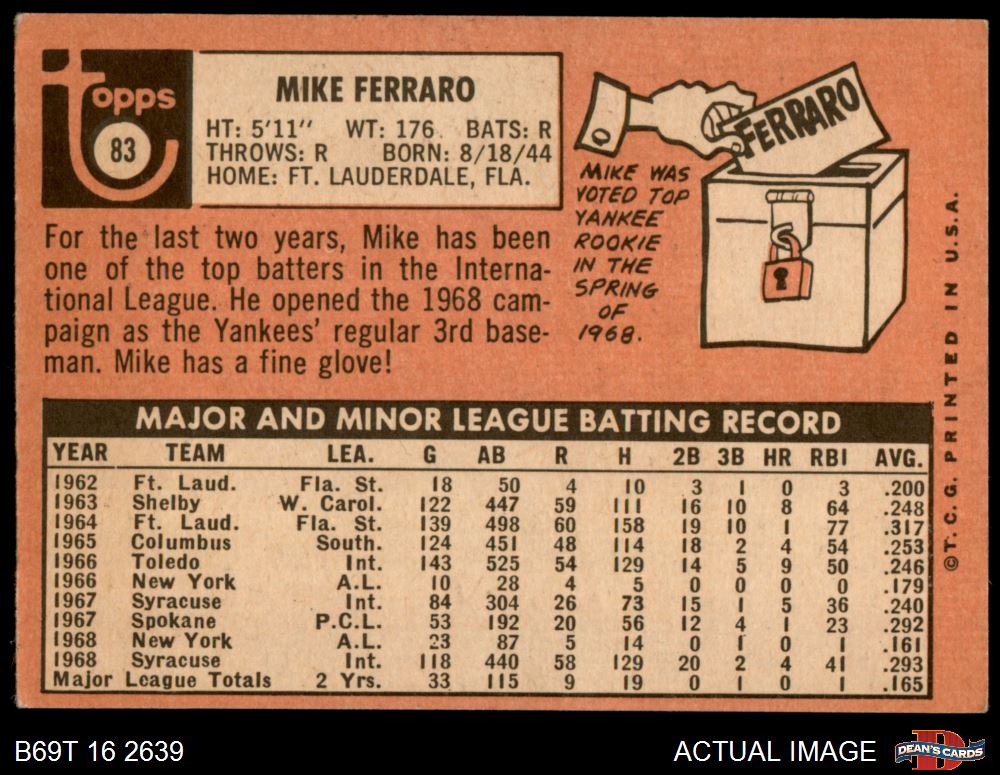 Topps
83
MIKE FERRARO
HT: 5'11" WT: 176 BATS: R
THROWS: R BORN: 8/18/44
HOME: FT. LAUDERDALE, FLA.
For the last two years, Mike has been
one of the top batters in the Interna-
tional League. He opened the 1968 cam-
paign as the Yankees' regular 3rd base-
man. Mike has a fine glove!
FERRARO
MIKE WAS
VOTED TOP
YANKEE
ROOKIE
IN THE
SPRING
OF
1968.
©T.C.G. PRINTED IN U.S.A.
MAJOR AND MINOR LEAGUE BATTING RECORD
YEAR TEAM LEA. G AB R H 2B 3B HR RBI AVG.
1962 Ft. Laud. Fla. St. 18 50 4 10 3 1 0 3 .200
1963 Shelby W. Carol. 122 447 59 111 16 10 8 64 .248
1964 Ft. Laud. Fla. St. 139 498 60 158 19 10 1 77 .317
1965 Columbus South. 124 451 48 114 18 2 4 54 .253
1966 Toledo Int. 143 525 54 129 14 5 9 50 .246
1966 New York A.L. 10 28 4 5 0 0 0 0 .179
1967 Syracuse Int. 84 304 26 73 15 1 5 36 .240
1967 Spokane P.C.L. 53 192 20 56 12 4 1 23 .292
1968 New York A.L. 23 87 5 14 0 1 0 1 .161
1968 Syracuse Int. 118 440 58 129 20 2 4 41 .293
Major League Totals 2 Yrs. 33 115 9 19 0 1 0 1 .165
B69T 16 2639
ACTUAL IMAGE
D
DEAN'S CARDS